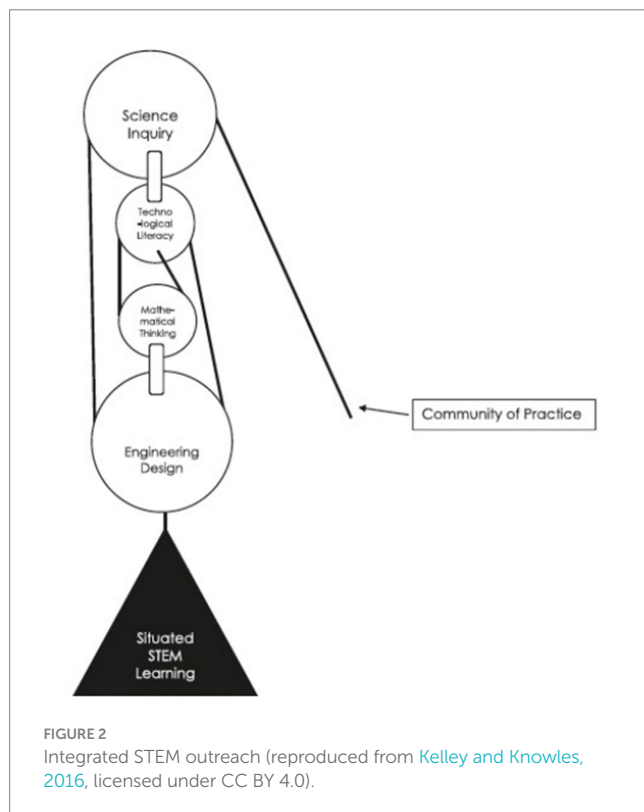 Science
Inquiry
Techno
-logical
Literacy
Mathe-
matical
Thinking
Community of Practice
Engineering
Design
Situated
STEM
Learning
FIGURE 2
Integrated STEM outreach (reproduced from Kelley and Knowles,
2016, licensed under CC BY 4.0).